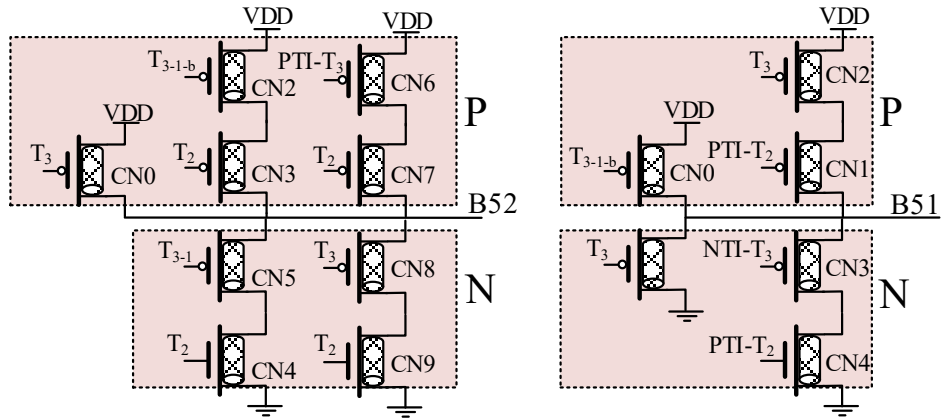 VDD VDD VDD
T3-1-b PTI-T3 T3
CN2 CN6 CN2
P P
VDD VDD
T3 T2 T2 T3-1-b PTI-T2
CN0 CN3 CN7 CN0 CN1
B52 B51
T3-1 T3 T3 NTI-T3
CN5 CN8 CN3
N N
T2 T2 PTI-T2
CN4 CN9 CN4